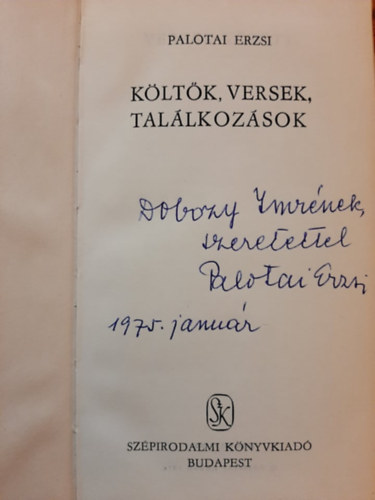 PALOTAI ERZSI
KÖLTŐK, VERSEK,
TALÁLKOZÁSOK
Dobozy Imrének,
szeretettel
Palotai Erzsi
1975. január
SZK
SZÉPIRODALMI KÖNYVKIADÓ
BUDAPEST